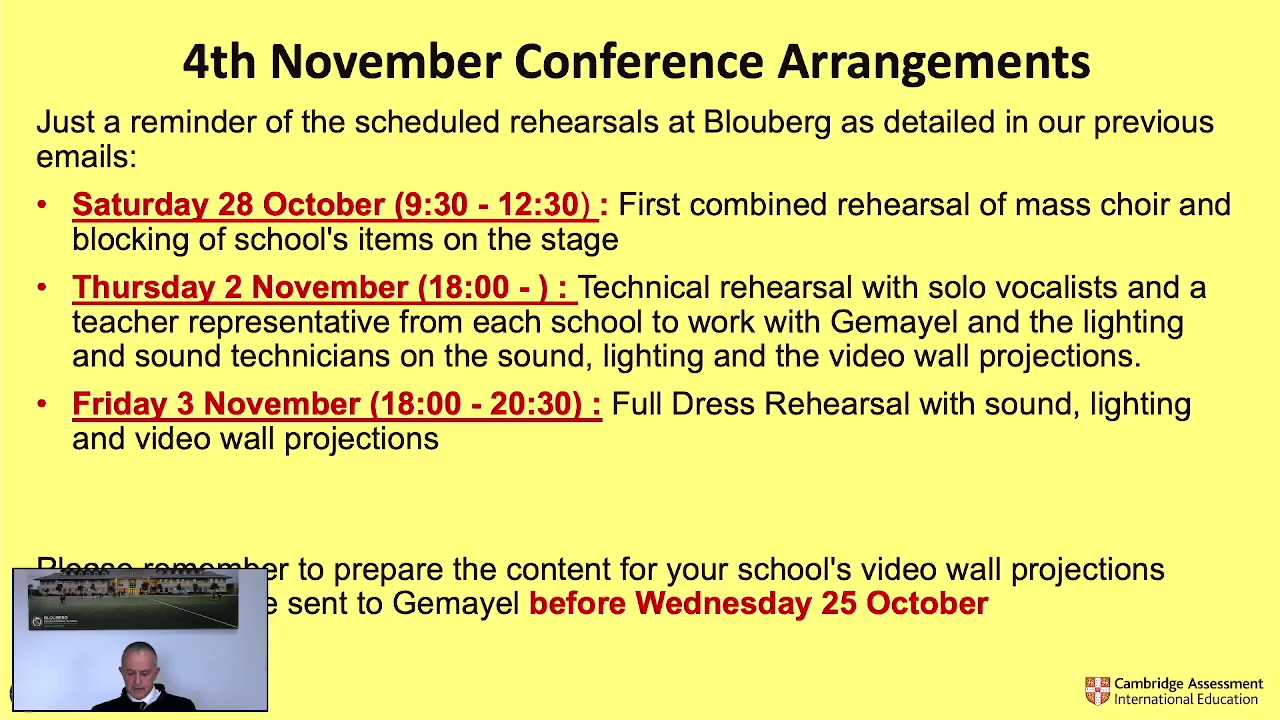 4th November Conference Arrangements
Just a reminder of the scheduled rehearsals at Blouberg as detailed in our previous
emails:
• Saturday 28 October (9:30 - 12:30) : First combined rehearsal of mass choir and
blocking of school's items on the stage
• Thursday 2 November (18:00 - ) : Technical rehearsal with solo vocalists and a
teacher representative from each school to work with Gemayel and the lighting
and sound technicians on the sound, lighting and the video wall projections.
• Friday 3 November (18:00 - 20:30) : Full Dress Rehearsal with sound, lighting
and video wall projections
Please remember to prepare the content for your school's video wall projections
sent to Gemayel before Wednesday 25 October
BLOUBERG
Cambridge Assessment
International Education